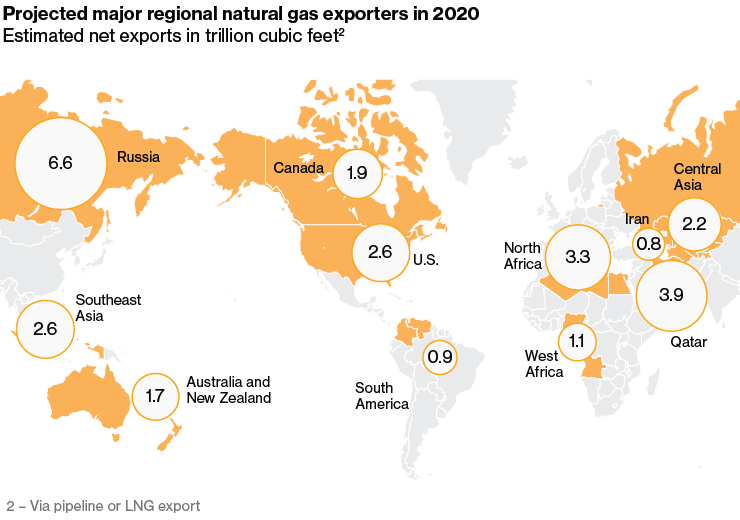 Projected major regional natural gas exporters in 2020
Estimated net exports in trillion cubic feet²
6.6
Russia
Canada
1.9
Central
Asia
2.2
Iran
0.8
2.6
U.S.
North
Africa
3.3
3.9
Qatar
Southeast
Asia
2.6
1.1
West
Africa
0.9
South
America
1.7
Australia and
New Zealand
2 – Via pipeline or LNG export